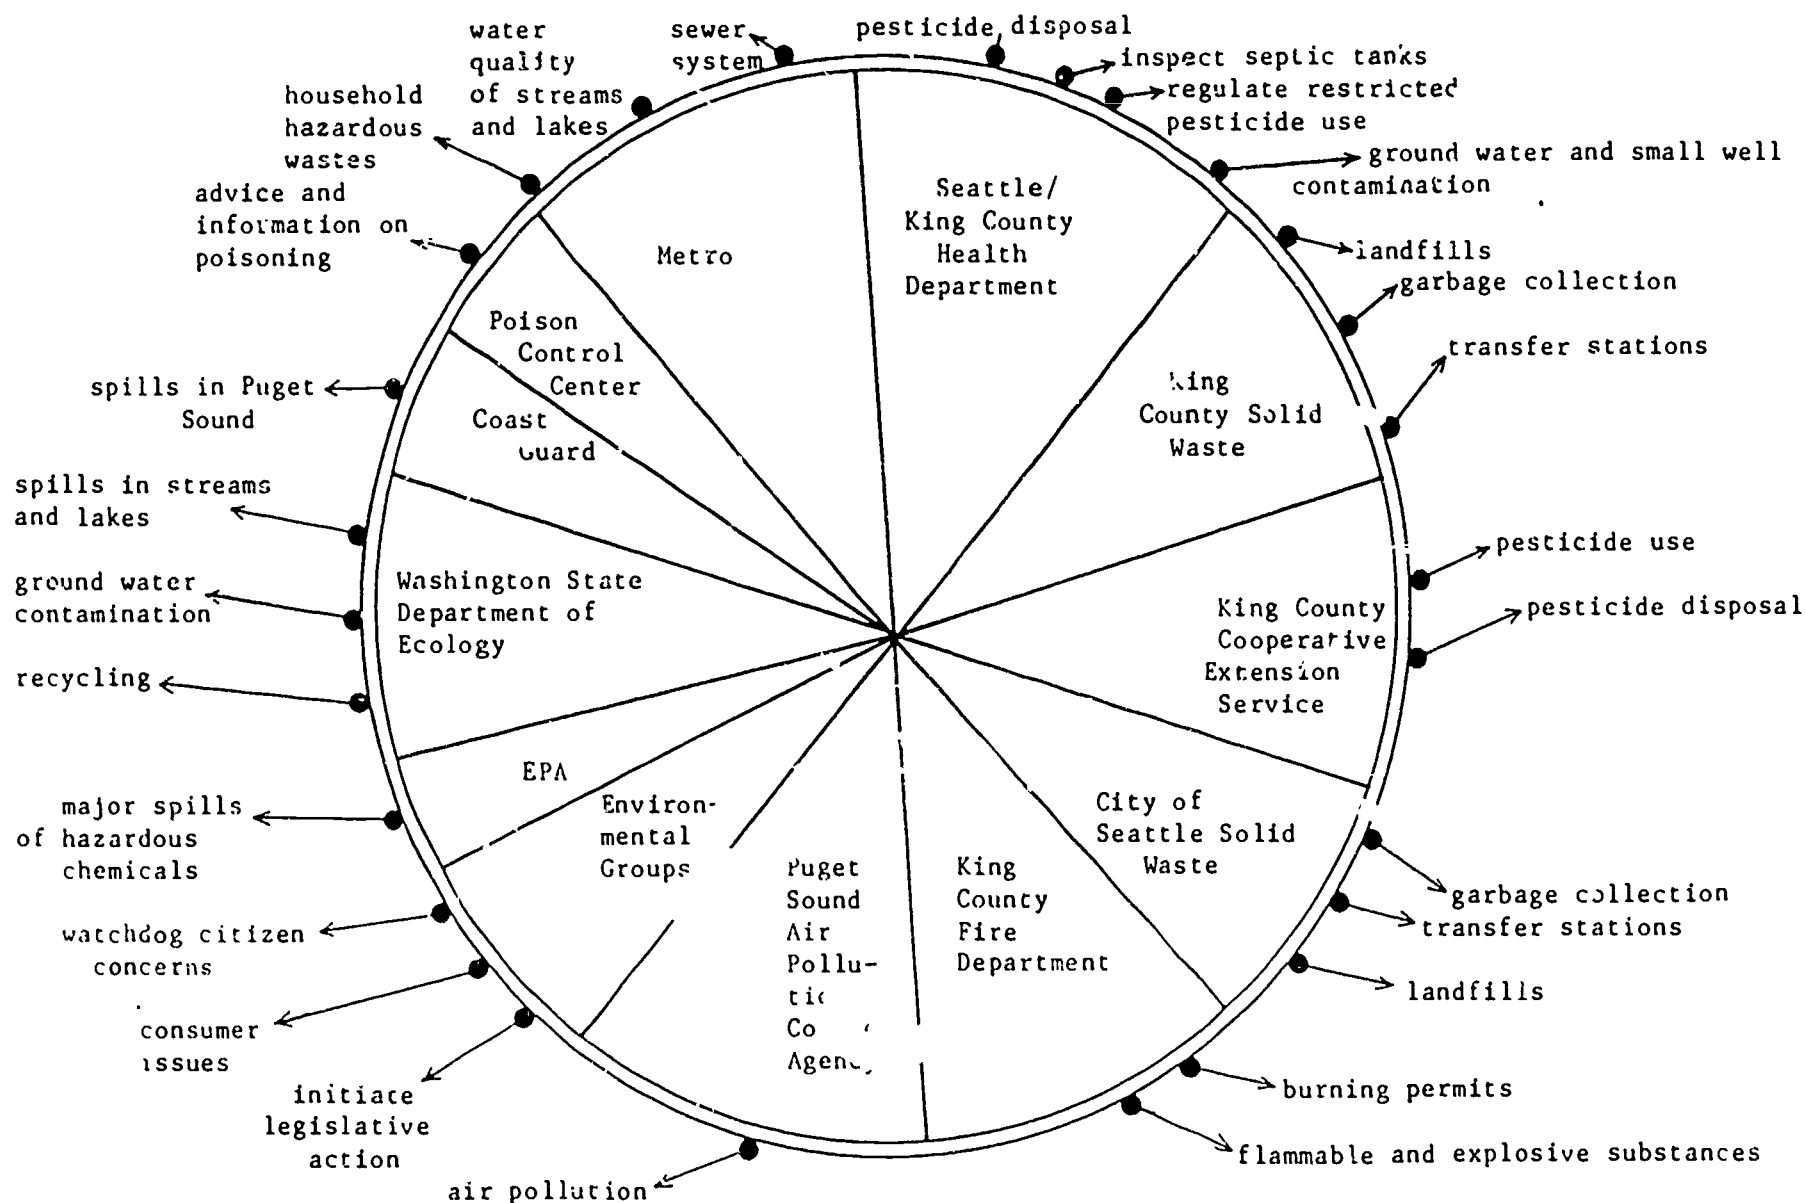 water
quality
of streams
and lakes
sewer
system
pesticide disposal
inspect septic tanks
regulate restricted
pesticide use
ground water and small well
contamination
landfills
garbage collection
transfer stations
pesticide use
pesticide disposal
garbage collection
transfer stations
landfills
burning permits
flammable and explosive substances
air pollution
initiate
legislative
action
consumer
issues
watchdog citizen
concerns
major spills
of hazardous
chemicals
recycling
ground water
contamination
spills in streams
and lakes
spills in Puget
Sound
advice and
information on
poisoning
household
hazardous
wastes
Metro
Seattle/
King County
Health
Department
King
County Solid
Waste
King County
Cooperative
Extension
Service
City of
Seattle Solid
Waste
King
County
Fire
Department
Puget
Sound
Air
Pollu-
Environ-
mental
Groups
EPA
Washington State
Department of
Ecology
Coast
Guard
Poison
Control
Center